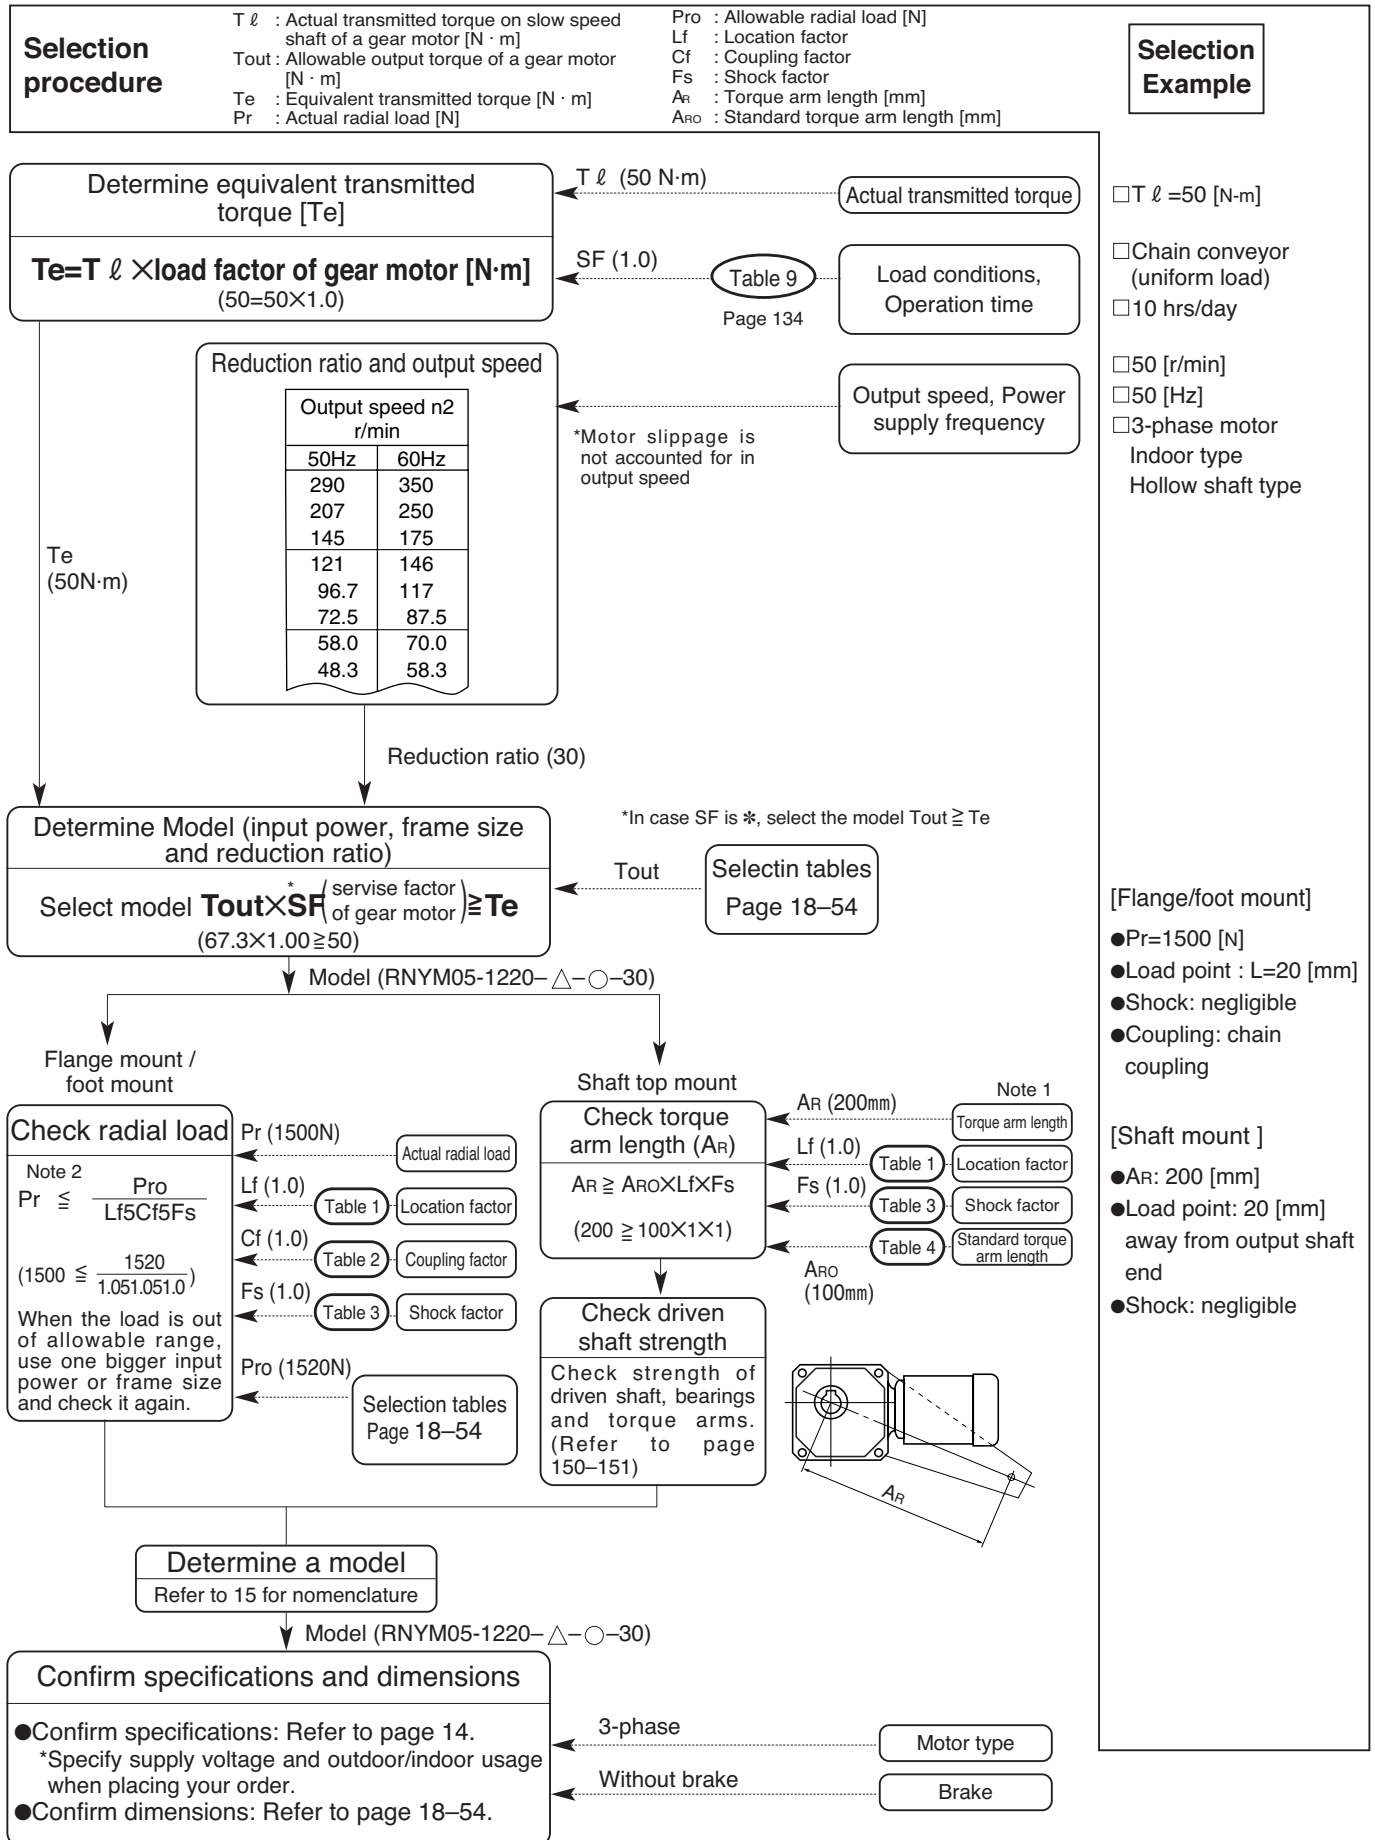 Selection
procedure
T ℓ : Actual transmitted torque on slow speed
shaft of a gear motor [N · m]
Tout : Allowable output torque of a gear motor
[N · m]
Te : Equivalent transmitted torque [N · m]
Pr : Actual radial load [N]
Pro : Allowable radial load [N]
Lf : Location factor
Cf : Coupling factor
Fs : Shock factor
AR : Torque arm length [mm]
ARO : Standard torque arm length [mm]
Selection
Example
Determine equivalent transmitted
torque [Te]
Te=T ℓ ×load factor of gear motor [N·m]
(50=50×1.0)
T ℓ (50 N·m)
Actual transmitted torque
SF (1.0)
Table 9
Page 134
Load conditions,
Operation time
□T ℓ =50 [N-m]
□Chain conveyor
(uniform load)
□10 hrs/day
□50 [r/min]
□50 [Hz]
□3-phase motor
Indoor type
Hollow shaft type
Reduction ratio and output speed
Output speed n2
r/min
50Hz 60Hz
290 350
207 250
145 175
121 146
96.7 117
72.5 87.5
58.0 70.0
48.3 58.3
*Motor slippage is
not accounted for in
output speed
Output speed, Power
supply frequency
Te
(50N·m)
Reduction ratio (30)
Determine Model (input power, frame size
and reduction ratio)
Select model Tout×SF* (servise factor
of gear motor) ≧Te
(67.3×1.00≧50)
*In case SF is ✻, select the model Tout ≧ Te
Tout
Selectin tables
Page 18–54
Model (RNYM05-1220– △–○–30)
Flange mount /
foot mount
Check radial load
Note 2
Pr ≦ Pro
Lf5Cf5Fs
(1500 ≦ 1520
1.051.051.0)
When the load is out
of allowable range,
use one bigger input
power or frame size
and check it again.
Pr (1500N)
Actual radial load
Lf (1.0)
Table 1
Location factor
Cf (1.0)
Table 2
Coupling factor
Fs (1.0)
Table 3
Shock factor
Pro (1520N)
Selection tables
Page 18–54
Shaft top mount
Check torque
arm length (AR)
AR ≧ ARO×Lf×Fs
(200 ≧ 100×1×1)
Note 1
AR (200mm)
Torque arm length
Lf (1.0)
Table 1
Location factor
Fs (1.0)
Table 3
Shock factor
Table 4
Standard torque
arm length
ARO
(100mm)
Check driven
shaft strength
Check strength of
driven shaft, bearings
and torque arms.
(Refer to page
150–151)
AR
[Flange/foot mount]
●Pr=1500 [N]
●Load point : L=20 [mm]
●Shock: negligible
●Coupling: chain
coupling
[Shaft mount ]
●AR: 200 [mm]
●Load point: 20 [mm]
away from output shaft
end
●Shock: negligible
Determine a model
Refer to 15 for nomenclature
Model (RNYM05-1220– △–○–30)
Confirm specifications and dimensions
●Confirm specifications: Refer to page 14.
*Specify supply voltage and outdoor/indoor usage
when placing your order.
●Confirm dimensions: Refer to page 18–54.
3-phase
Motor type
Without brake
Brake